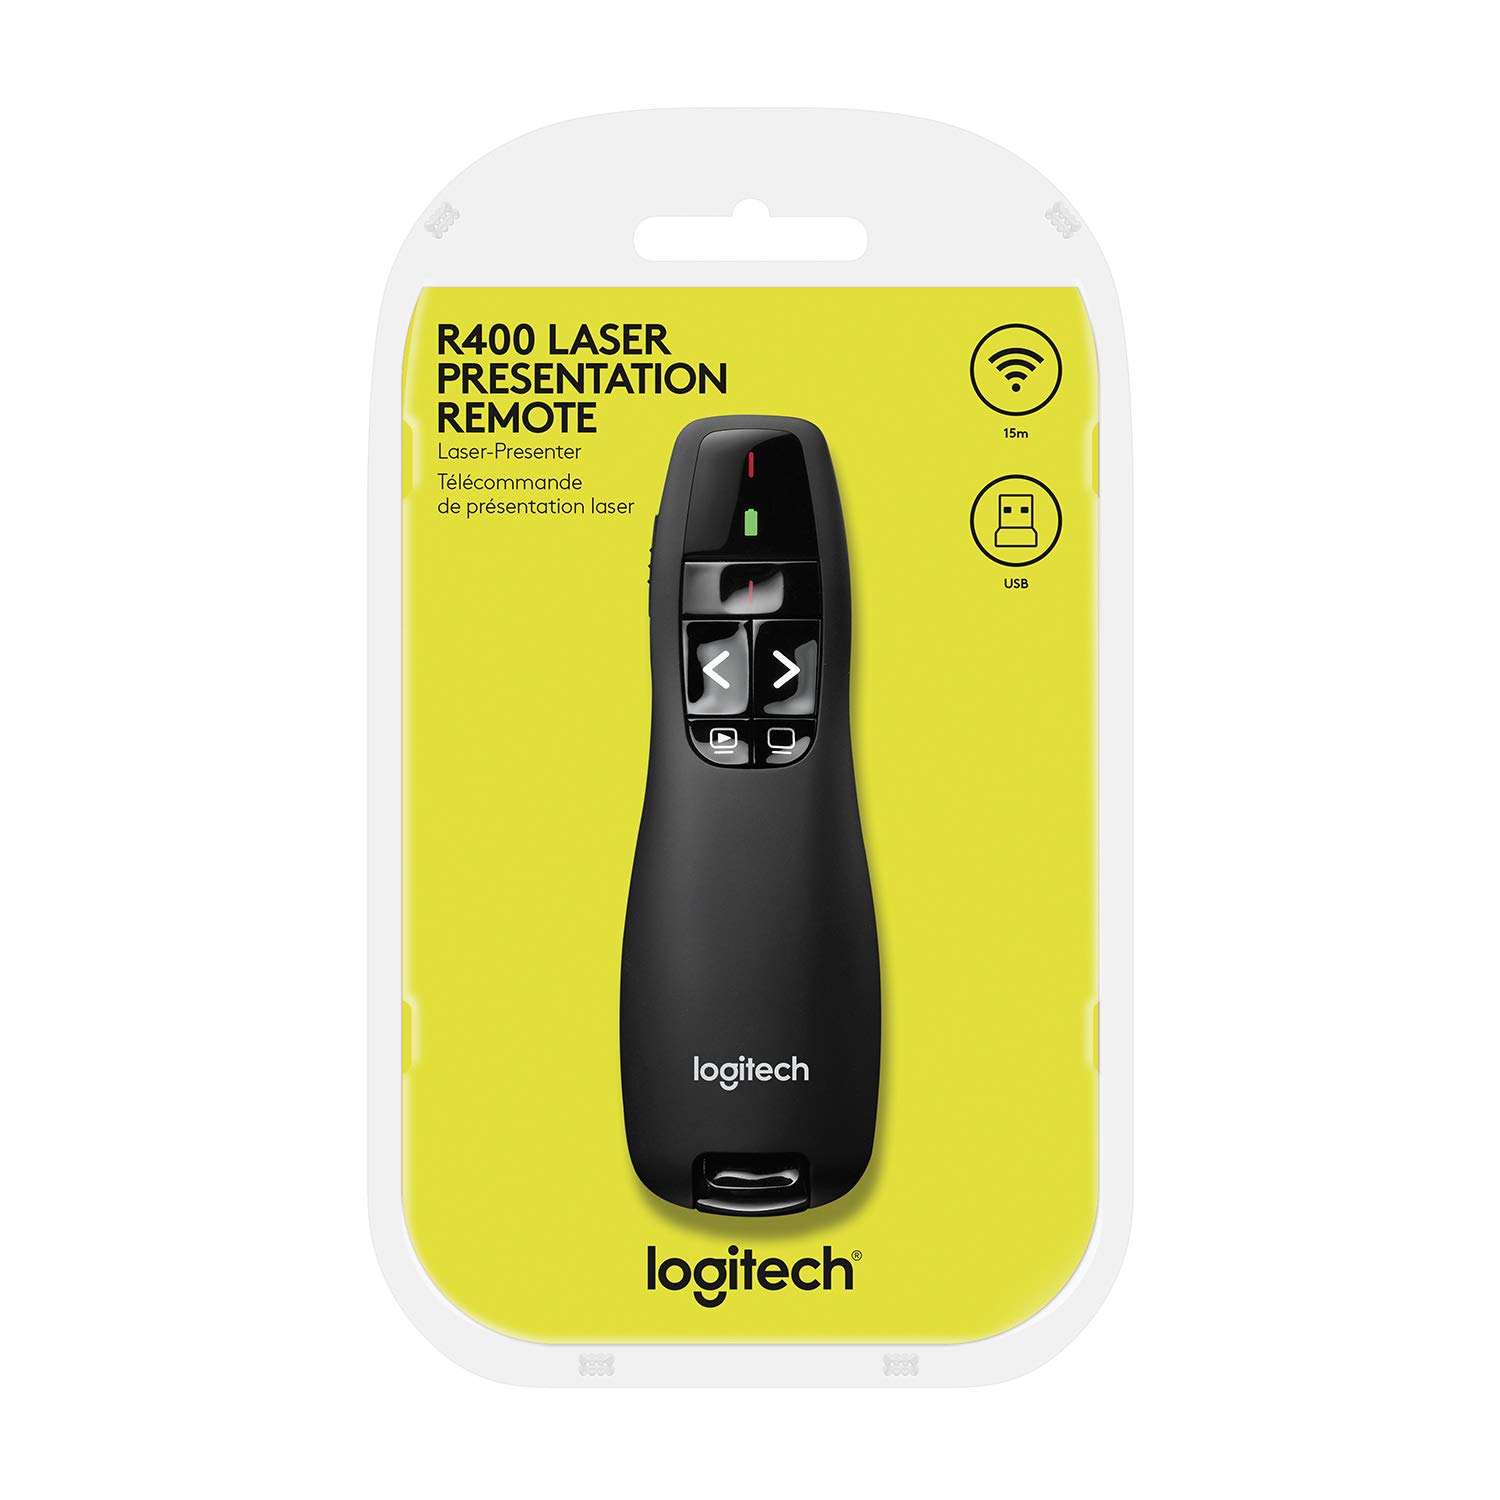 R400 LASER
PRESENTATION
REMOTE
Laser-Presenter
Télécommande
de présentation laser
15m
USB
logitech
logitech®